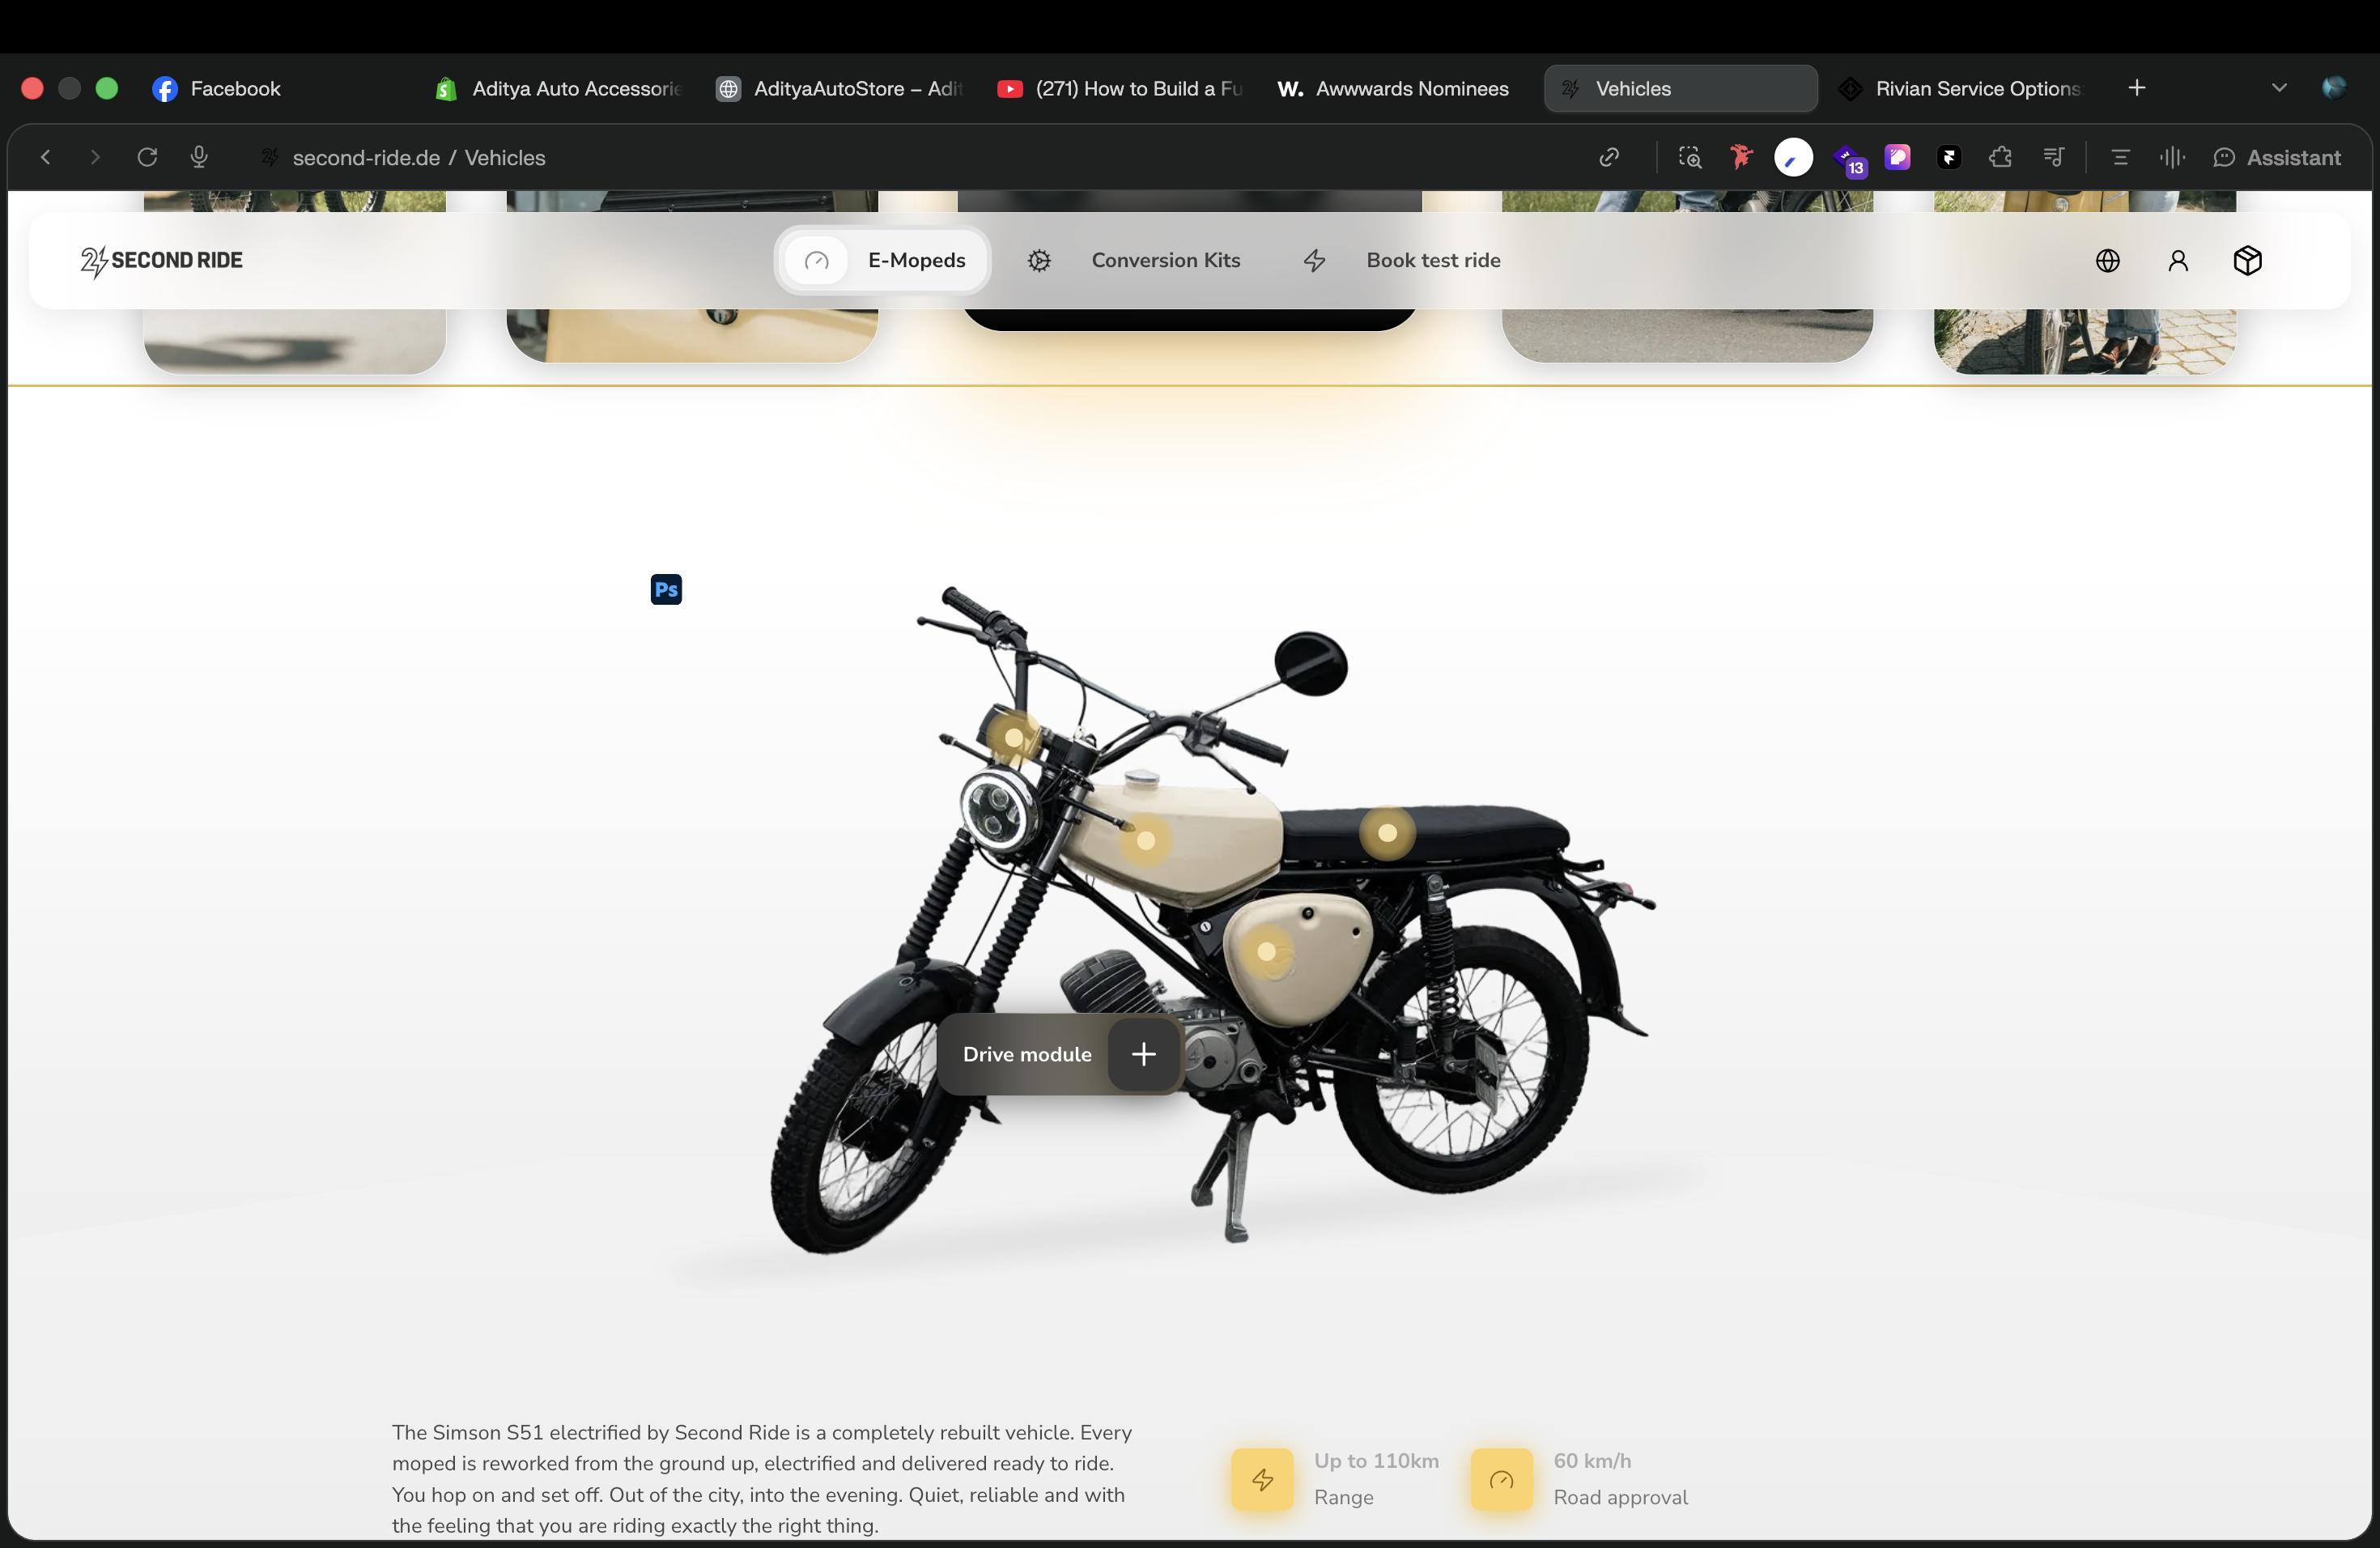 Facebook
Aditya Auto Accessorie
AdityaAutoStore – Adit
(271) How to Build a Fu
W. Awwwards Nominees
Vehicles
Rivian Service Options
second-ride.de / Vehicles
13
Assistant
SECOND RIDE
E-Mopeds
Conversion Kits
Book test ride
Ps
Drive module
The Simson S51 electrified by Second Ride is a completely rebuilt vehicle. Every
moped is reworked from the ground up, electrified and delivered ready to ride.
You hop on and set off. Out of the city, into the evening. Quiet, reliable and with
the feeling that you are riding exactly the right thing.
Up to 110km
Range
60 km/h
Road approval